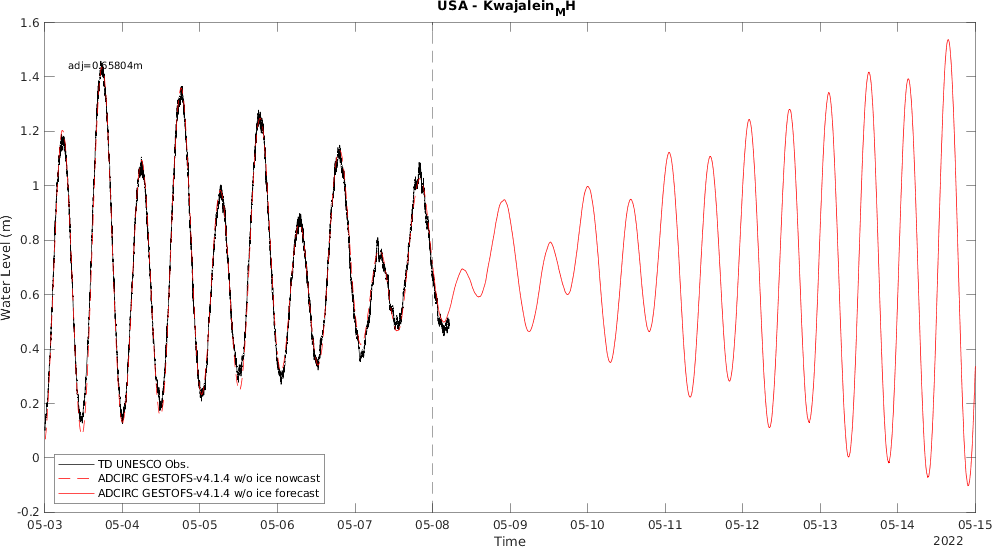 USA - Kwajalein_MH
adj=0.65804m
1.6
1.4
1.2
1
0.8
0.6
0.4
0.2
0
-0.2
Water Level (m)
TD UNESCO Obs.
ADCIRC GESTOFS-v4.1.4 w/o ice nowcast
ADCIRC GESTOFS-v4.1.4 w/o ice forecast
05-03 05-04 05-05 05-06 05-07 05-08 05-09 05-10 05-11 05-12 05-13 05-14 05-15
Time
2022